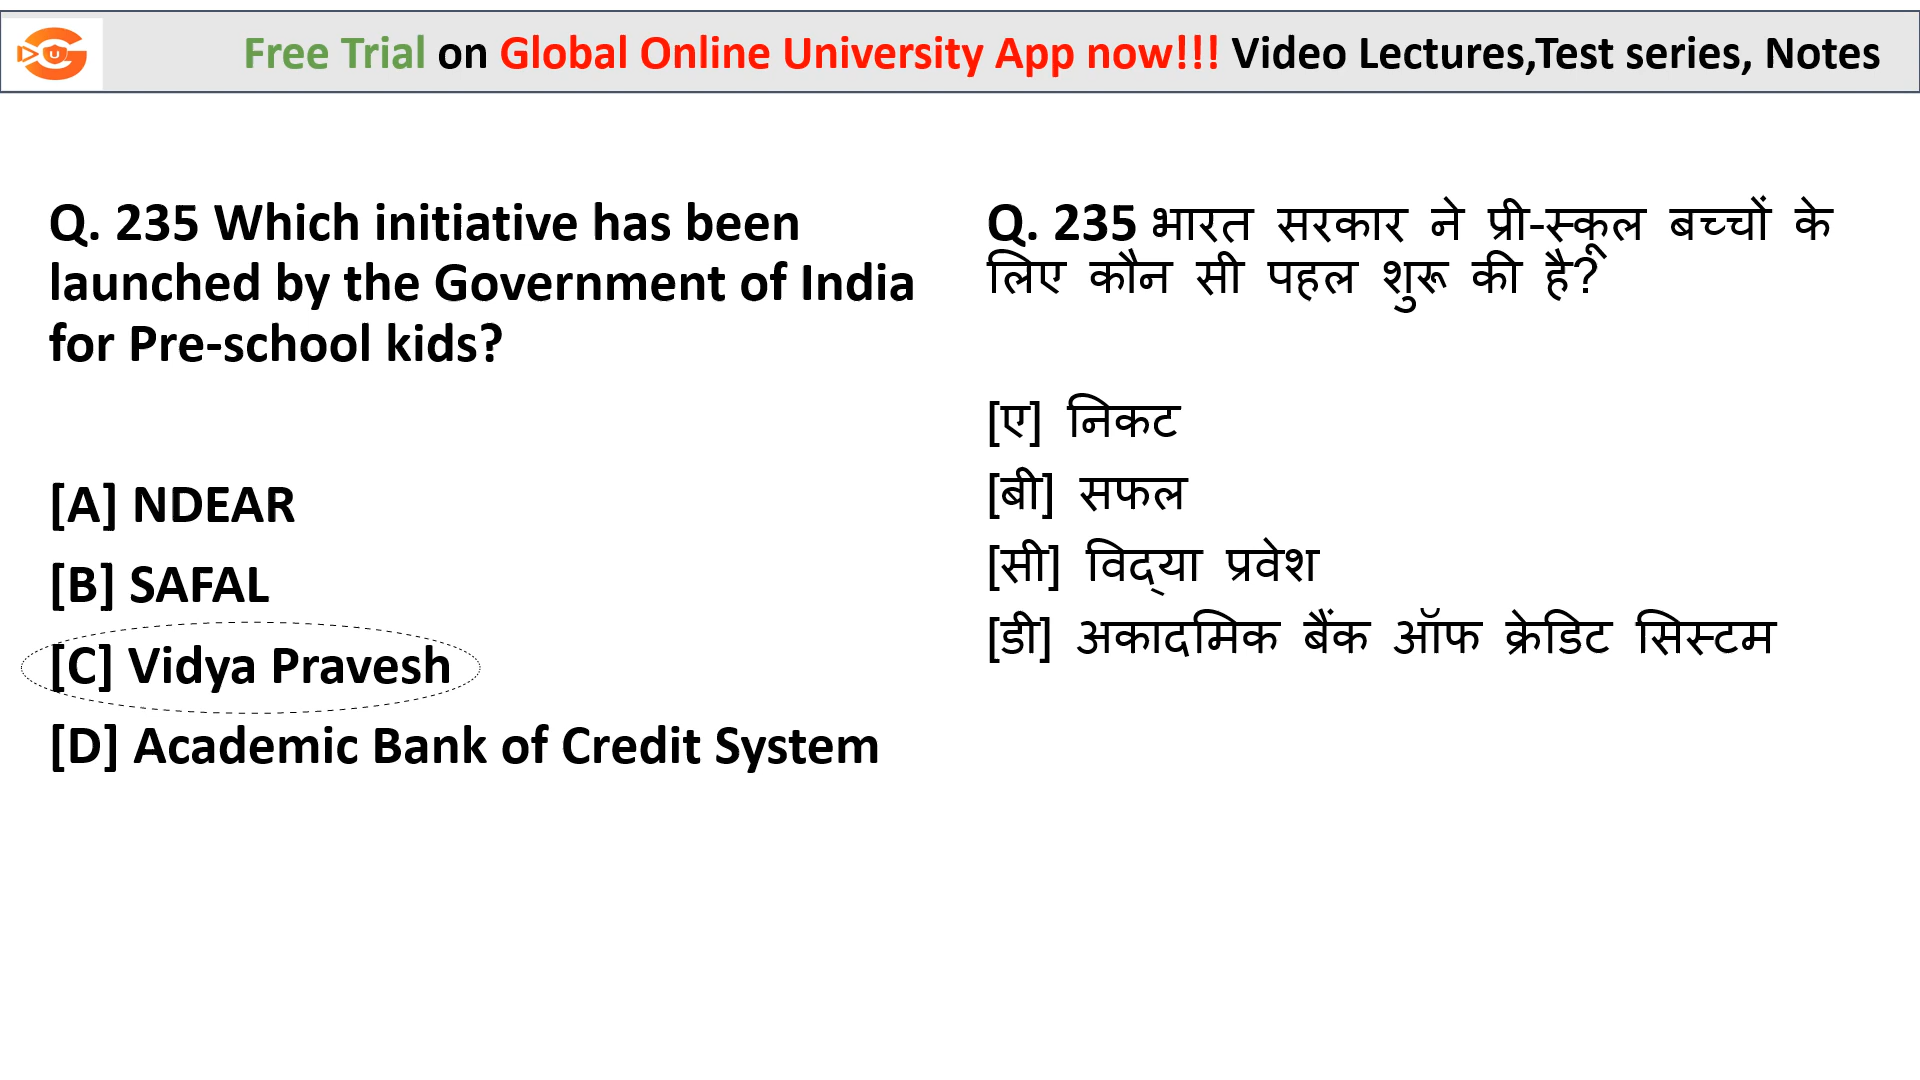 Free Trial on Global Online University App now!!! Video Lectures,Test series, Notes
Q. 235 Which initiative has been
launched by the Government of India
for Pre-school kids?
[A] NDEAR
[B] SAFAL
[C] Vidya Pravesh
[D] Academic Bank of Credit System
Q. 235 भारत सरकार ने प्री-स्कूल बच्चों के
लिए कौन सी पहल शुरू की है?
[ए] निकट
[बी] सफल
[सी] विद्या प्रवेश
[डी] अकादमिक बैंक ऑफ क्रेडिट सिस्टम